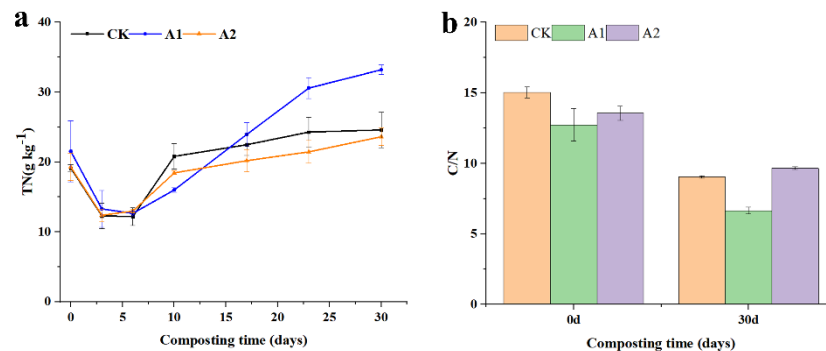 a
CK A1 A2
TN(g kg-1)
40
30
20
10
0
0 5 10 15 20 25 30
Composting time (days)
b
CK A1 A2
C/N
20
15
10
5
0
0d 30d
Composting time (days)